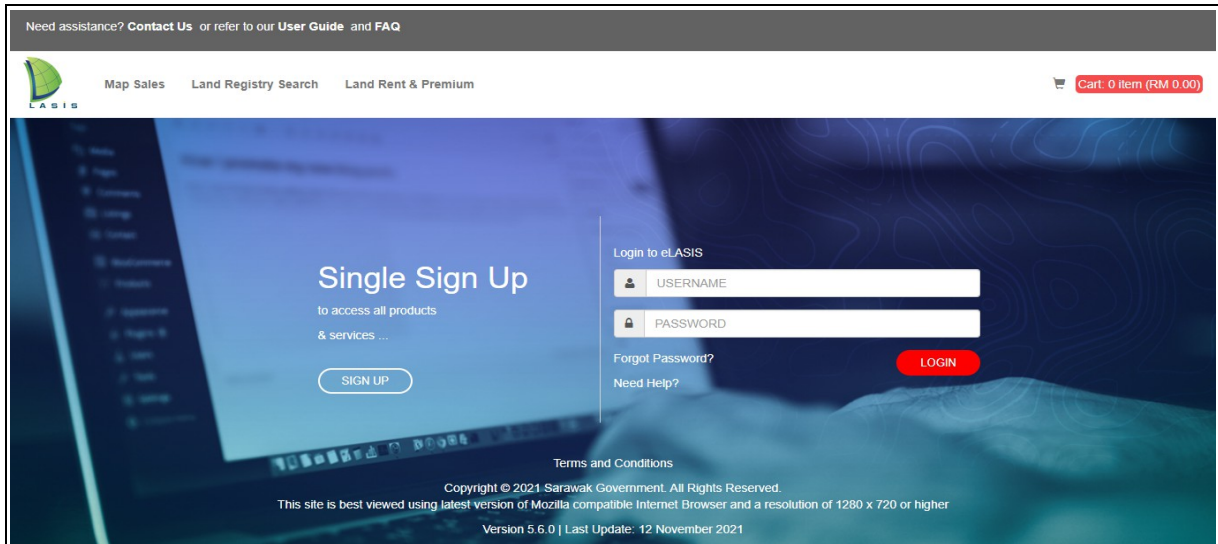 Need assistance? Contact Us or refer to our User Guide and FAQ
LASIS
Map Sales Land Registry Search Land Rent & Premium Cart: 0 item (RM 0.00)
Login to eLASIS
Single Sign Up
USERNAME
to access all products
PASSWORD
& services ...
Forgot Password?
LOGIN
SIGN UP
Need Help?
Terms and Conditions
Copyright © 2021 Sarawak Government. All Rights Reserved.
This site is best viewed using latest version of Mozilla compatible Internet Browser and a resolution of 1280 x 720 or higher
Version 5.6.0 | Last Update: 12 November 2021